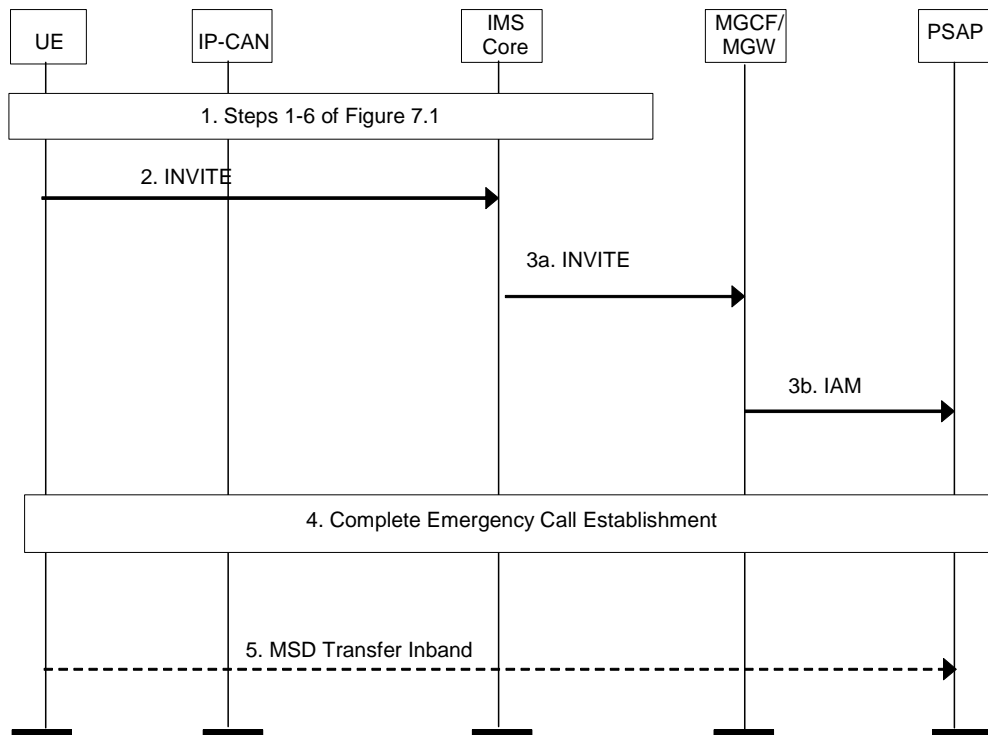 UE
IP-CAN
IMS
Core
MGCF/
MGW
PSAP
1. Steps 1-6 of Figure 7.1
2. INVITE
3a. INVITE
3b. IAM
4. Complete Emergency Call Establishment
5. MSD Transfer Inband